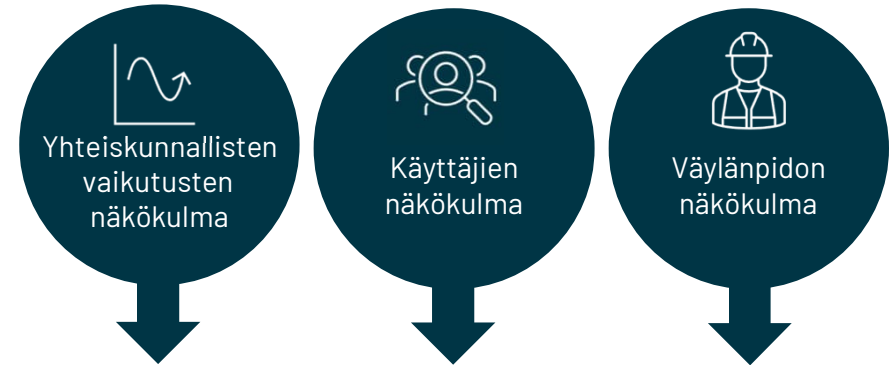 Yhteiskunnallisten
vaikutusten
näkökulma
Käyttäjien
näkökulma
Väylänpidon
näkökulma